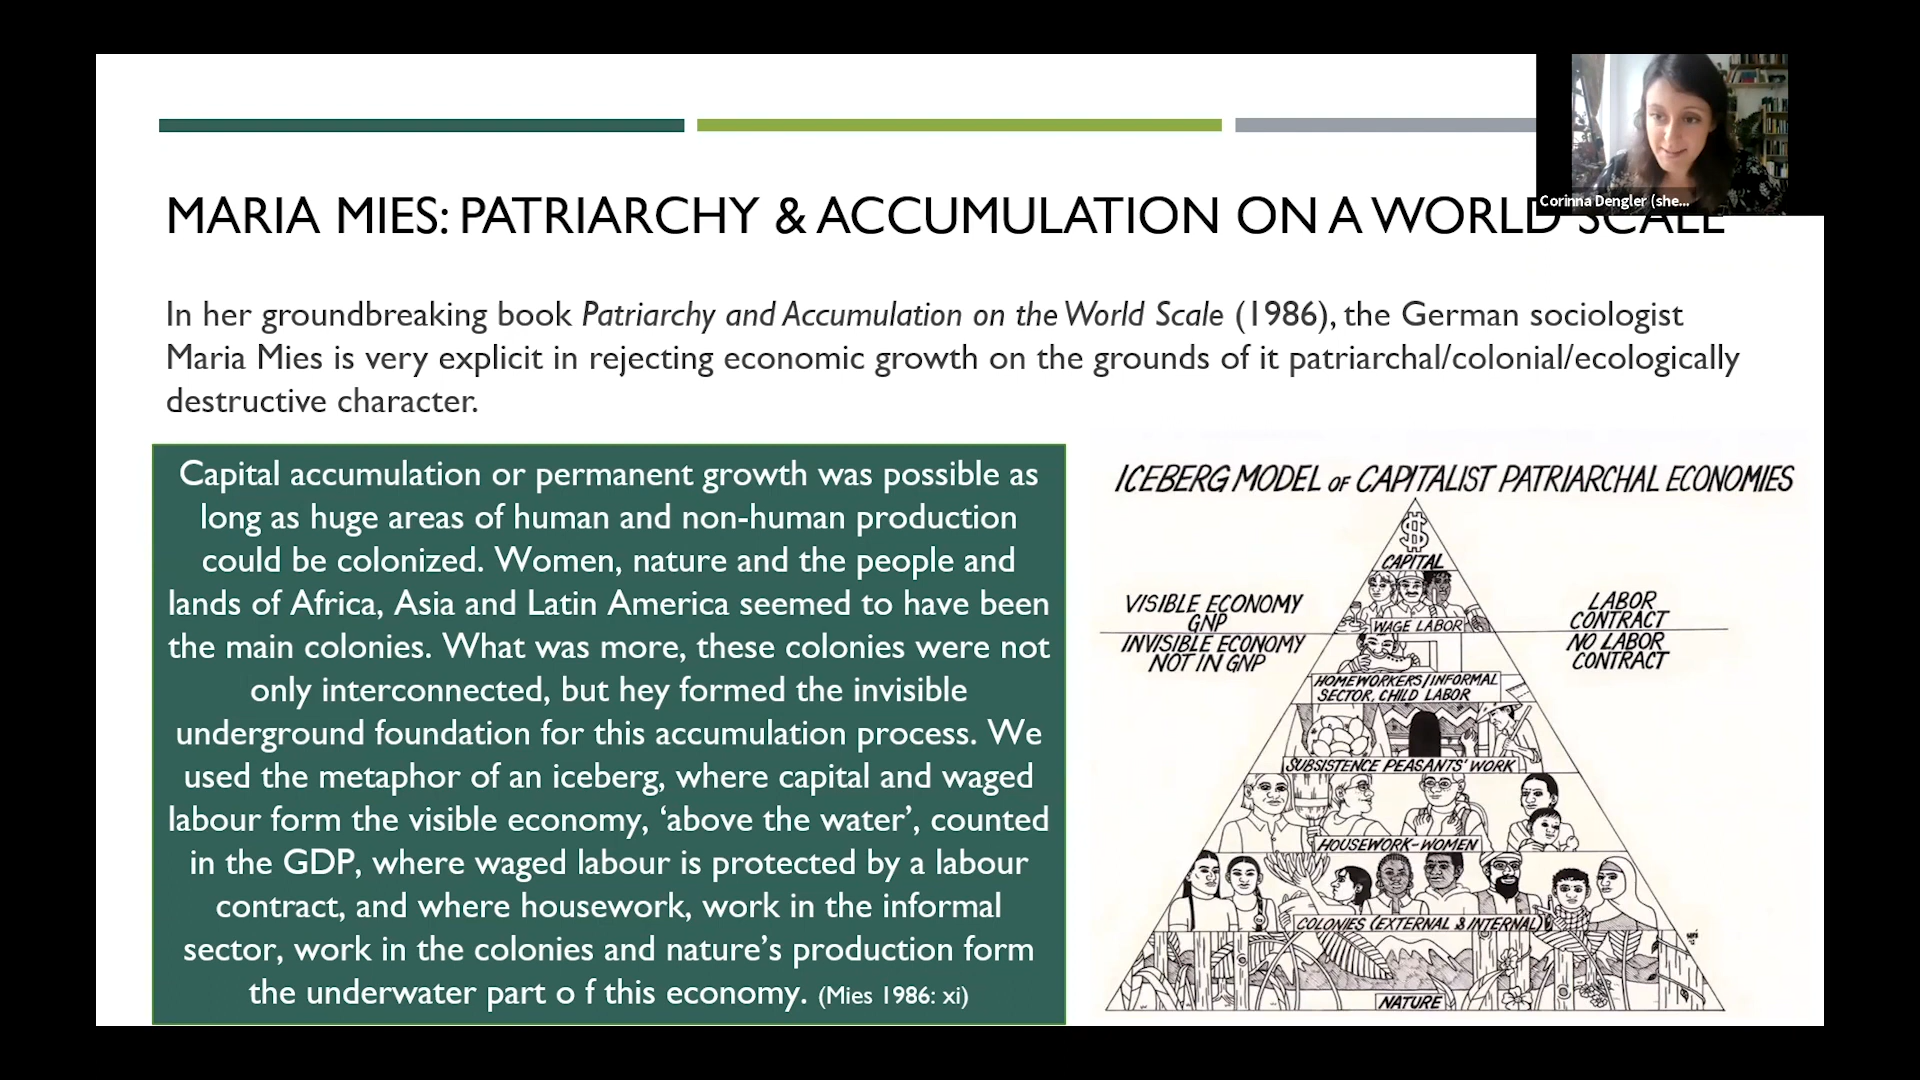 Corinna Dengler (she...
MARIA MIES: PATRIARCHY & ACCUMULATION ON A WORLD SCALE
In her groundbreaking book Patriarchy and Accumulation on the World Scale (1986), the German sociologist
Maria Mies is very explicit in rejecting economic growth on the grounds of it patriarchal/colonial/ecologically
destructive character.
Capital accumulation or permanent growth was possible as
long as huge areas of human and non-human production
could be colonized. Women, nature and the people and
lands of Africa, Asia and Latin America seemed to have been
the main colonies. What was more, these colonies were not
only interconnected, but hey formed the invisible
underground foundation for this accumulation process. We
used the metaphor of an iceberg, where capital and waged
labour form the visible economy, ‘above the water’, counted
in the GDP, where waged labour is protected by a labour
contract, and where housework, work in the informal
sector, work in the colonies and nature’s production form
the underwater part o f this economy. (Mies 1986: xi)
ICEBERG MODEL OF CAPITALIST PATRIARCHAL ECONOMIES
$
CAPITAL
VISIBLE ECONOMY
GNP
LABOR
CONTRACT
WAGE LABOR
INVISIBLE ECONOMY
NOT IN GNP
NO LABOR
CONTRACT
HOMEWORKERS/INFORMAL
SECTOR, CHILD LABOR
SUBSISTENCE PEASANTS' WORK
HOUSEWORK-WOMEN
COLONIES (EXTERNAL & INTERNAL)
NATURE